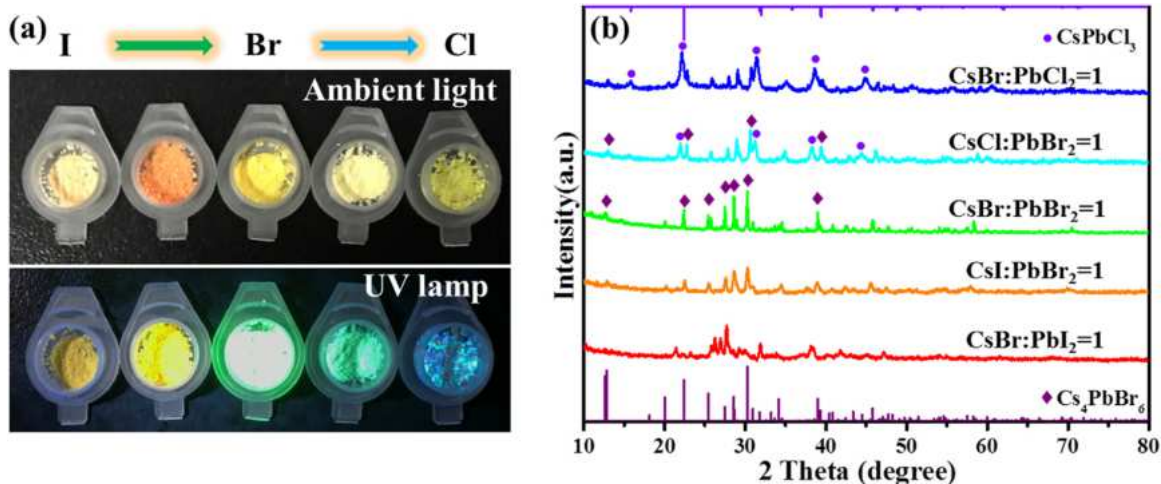 (a)
I Br Cl
Ambient light
UV lamp
(b)
CsPbCl3
CsBr:PbCl2=1
CsCl:PbBr2=1
CsBr:PbBr2=1
CsI:PbBr2=1
CsBr:PbI2=1
Cs4PbBr6
Intensity(a.u.)
10 20 30 40 50 60 70 80
2 Theta (degree)